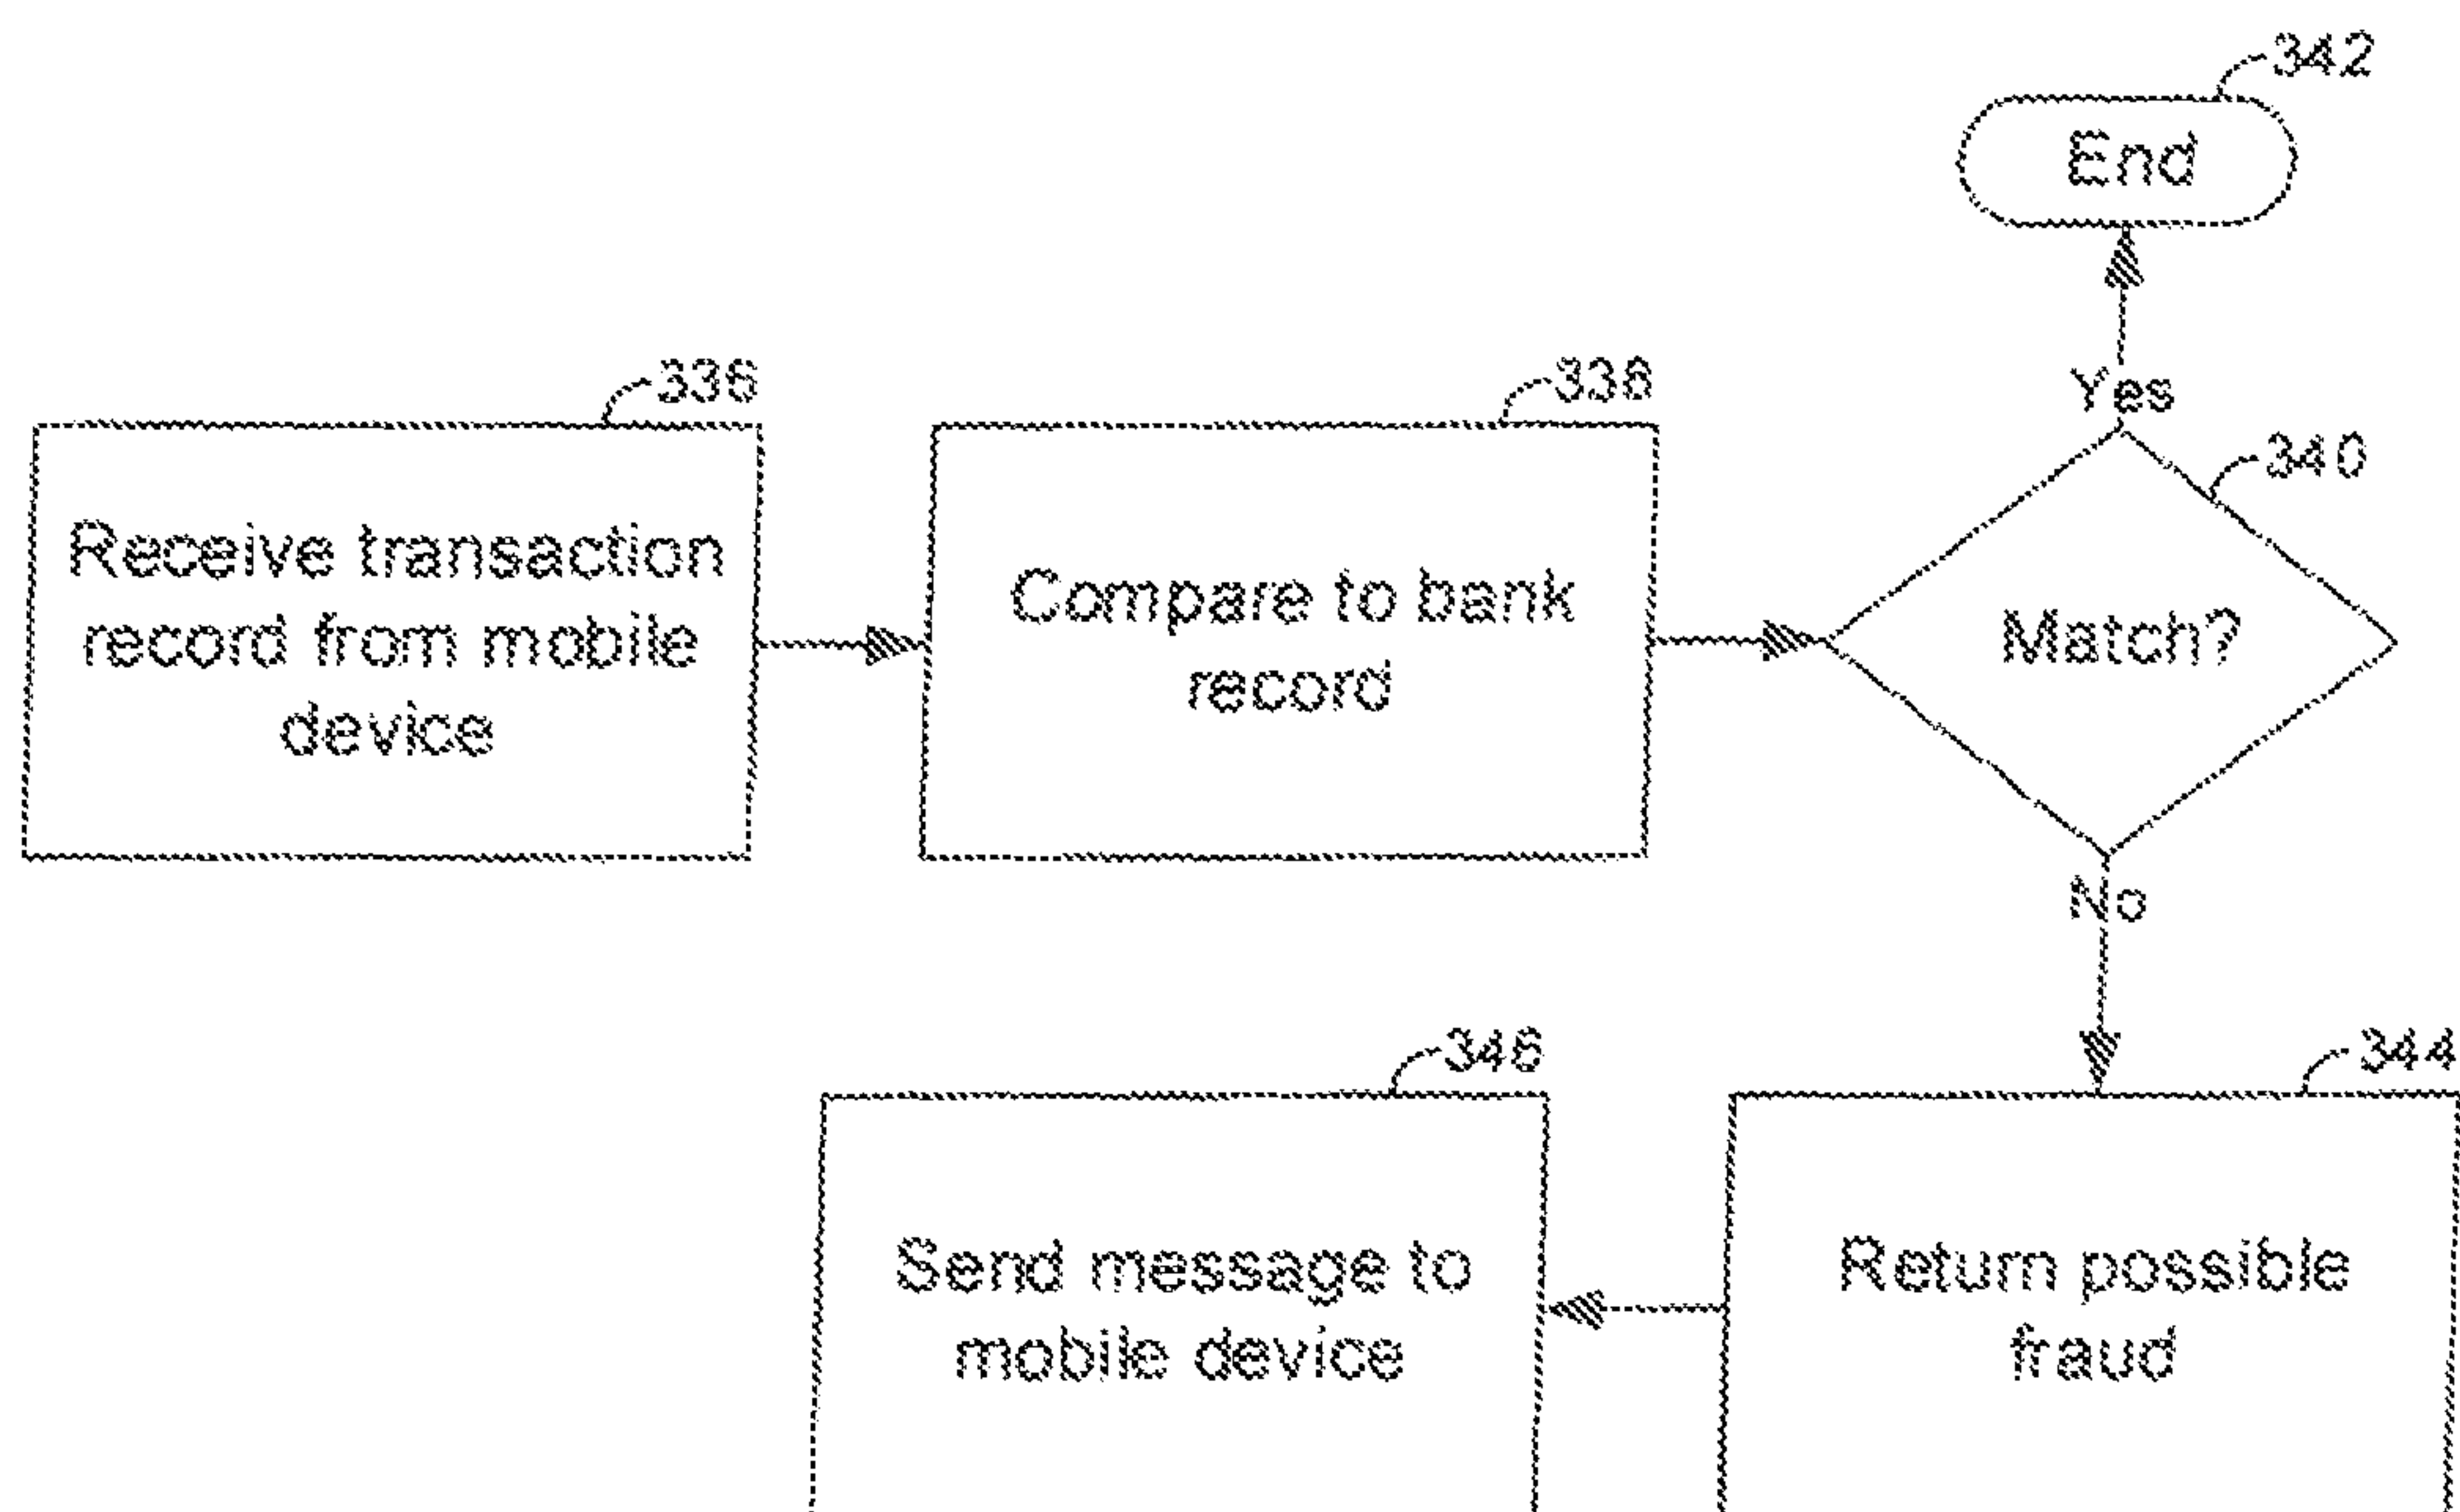 342
End
Yes
336
338
340
Receive transaction
record from mobile
device
Compare to bank
record
Match?
No
346
344
Send message to
mobile device
Return possible
fraud